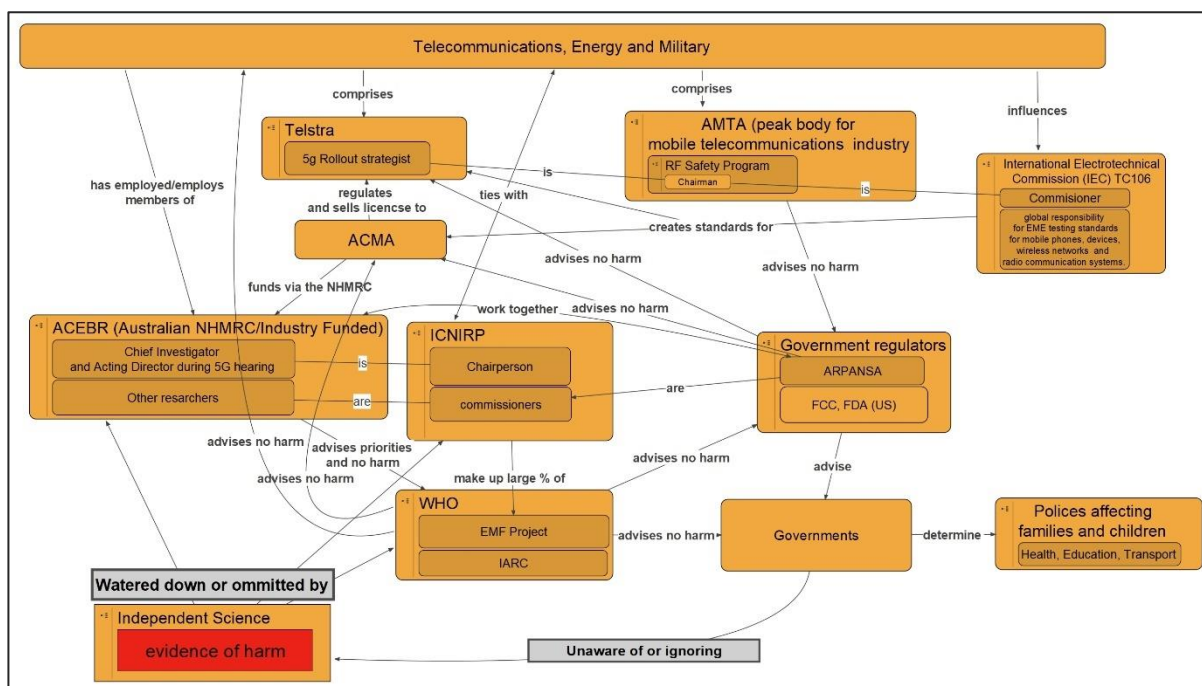 Telecommunications, Energy and Military
comprises
comprises
influences
Telstra
5g Rollout strategist
AMTA (peak body for
mobile telecommunications industry
RF Safety Program
Chairman
International Electrotechnical
Commission (IEC) TC106
Commisioner
global responsibility
for EME testing standards
for mobile phones, devices,
wireless networks and
radio communication systems.
is
is
has employed/employs
members of
regulates
and sells licencse to
ties with
ACMA
creates standards for
advises no harm
advises no harm
funds via the NHMRC
work together
advises no harm
ACEBR (Australian NHMRC/Industry Funded)
Chief Investigator
and Acting Director during 5G hearing
Other resarchers
is
are
ICNIRP
Chairperson
commissioners
are
Government regulators
ARPANSA
FCC, FDA (US)
advises no harm
advises priorities
and no harm
advises no harm
advises no harm
make up large % of
advise
WHO
EMF Project
IARC
advises no harm
Governments
determine
Polices affecting
families and children
Health, Education, Transport
Watered down or ommitted by
Independent Science
evidence of harm
Unaware of or ignoring